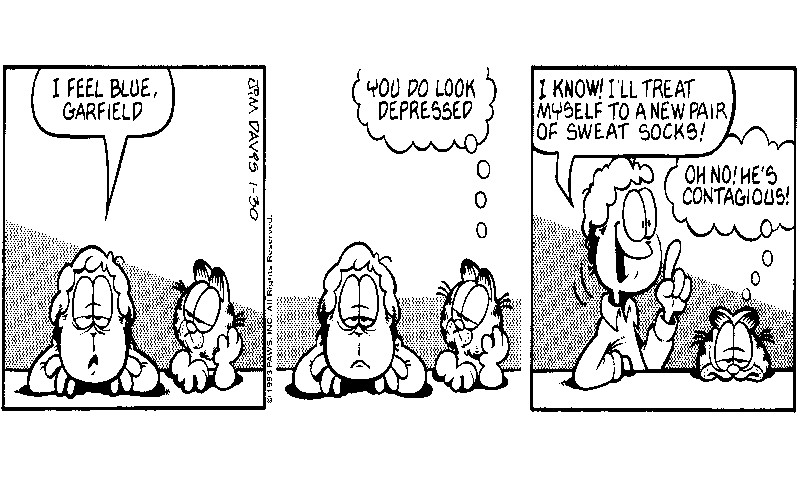 I FEEL BLUE,
GARFIELD
JIM DAVIS 1-30
© 1993 PAWS, INC. All Rights Reserved.
YOU DO LOOK
DEPRESSED
I KNOW! I'LL TREAT
MYSELF TO A NEW PAIR
OF SWEAT SOCKS!
OH NO! HE'S
CONTAGIOUS!